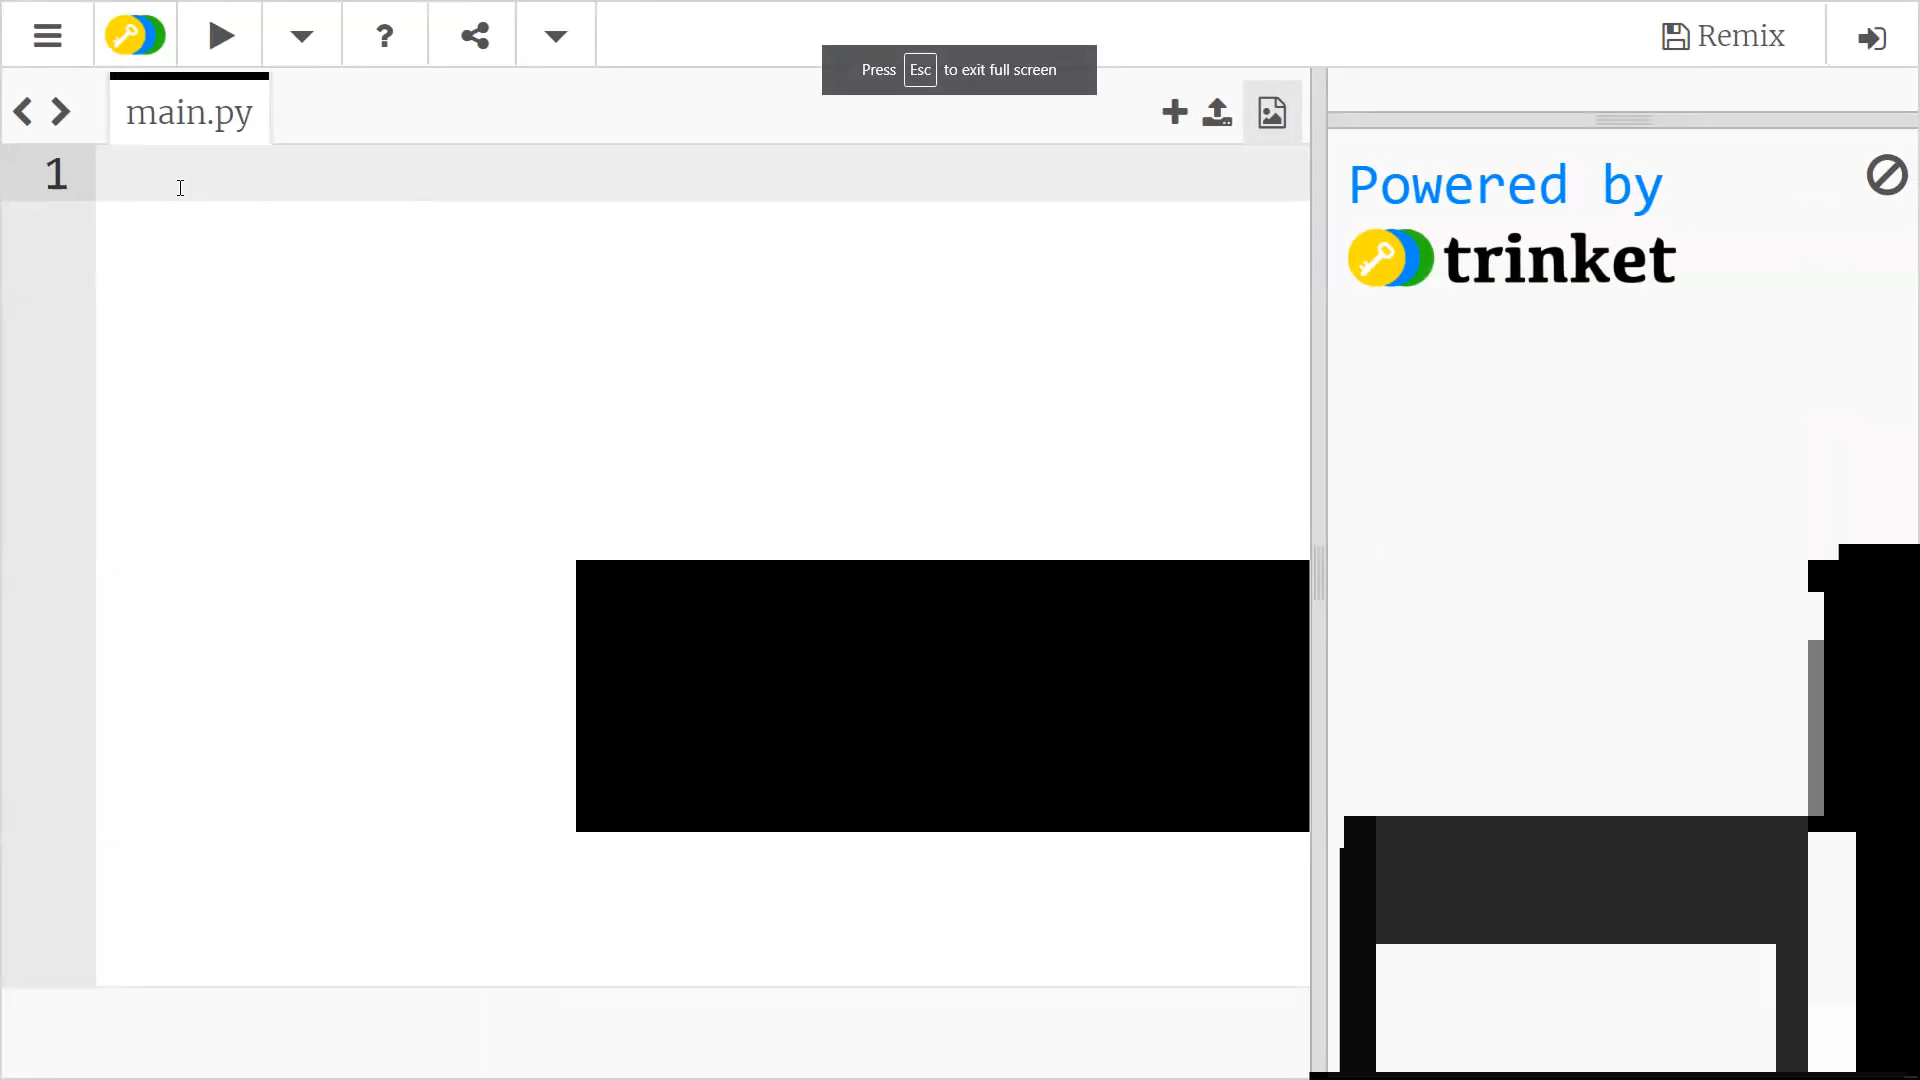 ? Remix
Press Esc to exit full screen
main.py
1
Powered by
trinket